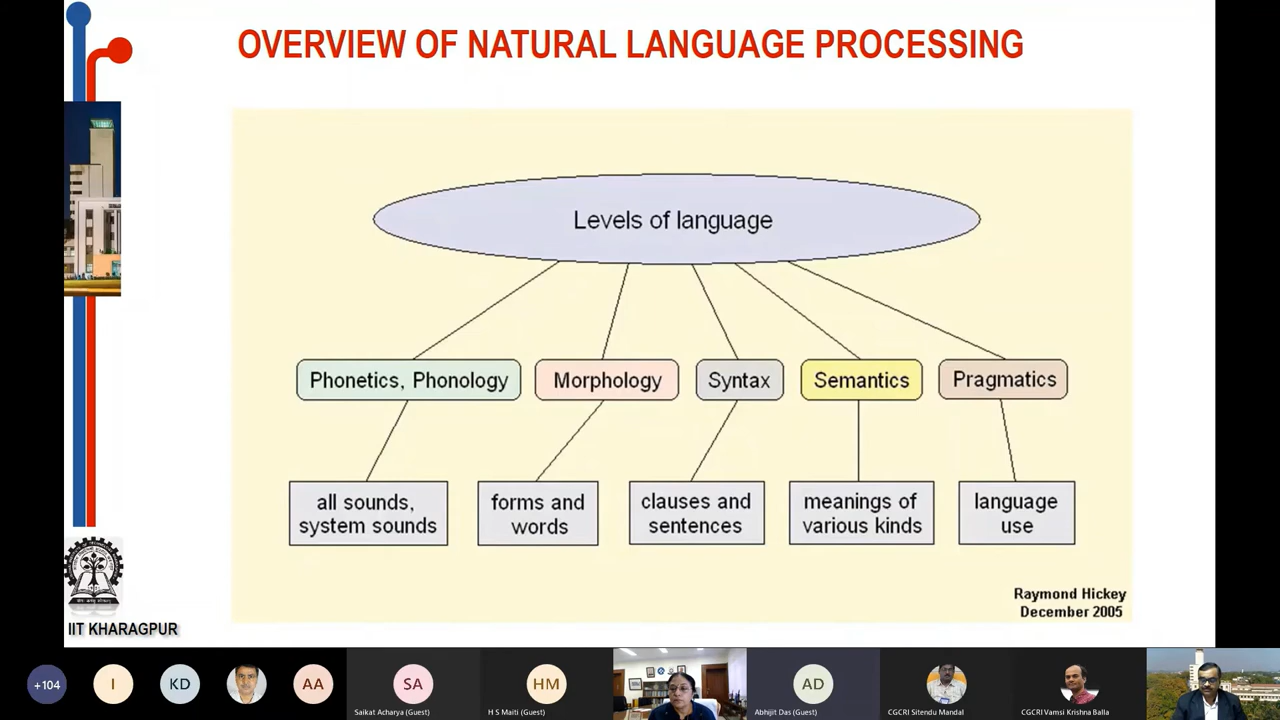 OVERVIEW OF NATURAL LANGUAGE PROCESSING
Levels of language
Phonetics, Phonology
Morphology
Syntax
Semantics
Pragmatics
all sounds,
system sounds
forms and
words
clauses and
sentences
meanings of
various kinds
language
use
Raymond Hickey
December 2005
IIT KHARAGPUR
+104
I
KD
AA
SA
Saikat Acharya (Guest)
HM
H S Maiti (Guest)
AD
Abhijit Das (Guest)
CGCRI Sitendu Mandal
CGCRI Vamsi Krishna Balla